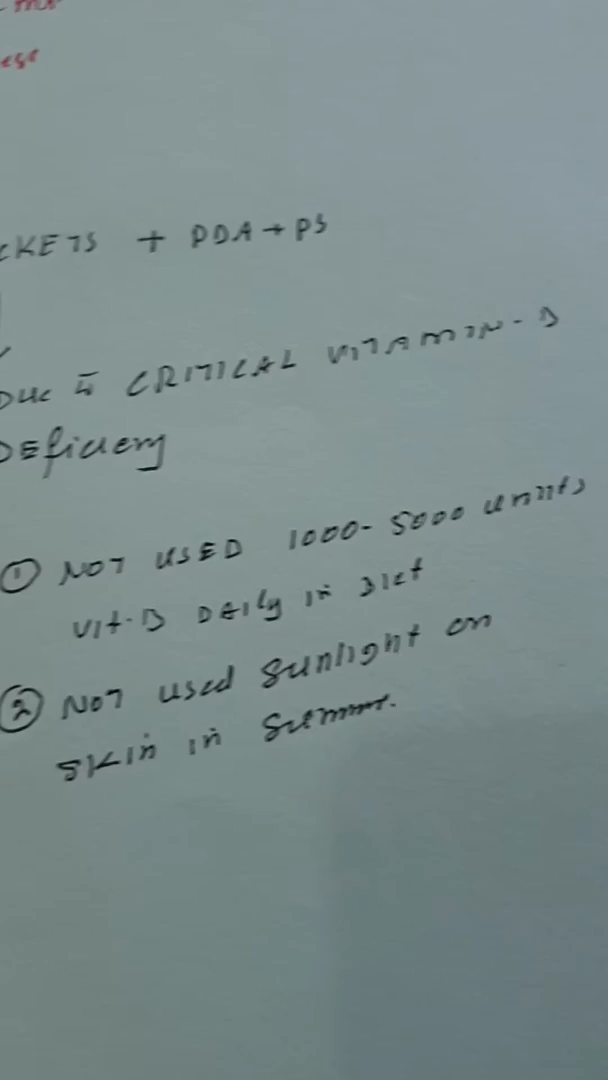 CKETS + PDA + PS
DUE To CRITICAL VITAMIN-D
DEficiency
① NOT USED 1000-5000 units
Vit-D DAily in Diet
② NOT used sunlight on
SKIN in Summer.